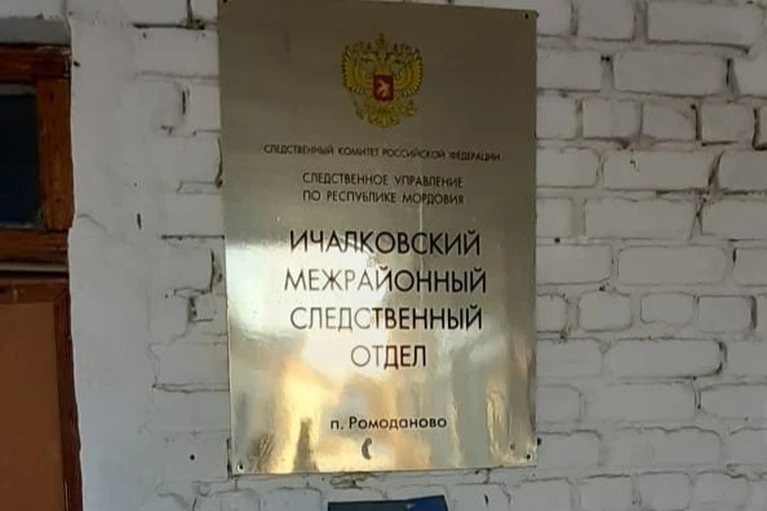 СЛЕДСТВЕННЫЙ КОМИТЕТ РОССИЙСКОЙ ФЕДЕРАЦИИ
СЛЕДСТВЕННОЕ УПРАВЛЕНИЕ
ПО РЕСПУБЛИКЕ МОРДОВИЯ
ИЧАЛКОВСКИЙ
МЕЖРАЙОННЫЙ
СЛЕДСТВЕННЫЙ
ОТДЕЛ
п. Ромоданово